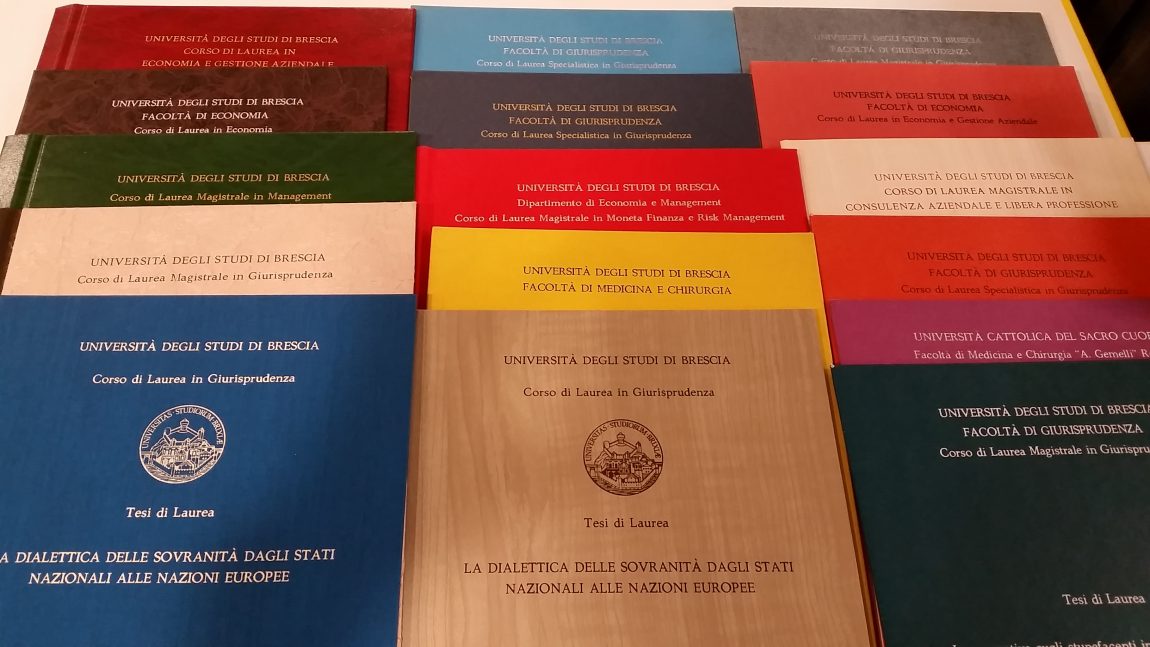 UNIVERSITÀ DEGLI STUDI DI BRESCIA
CORSO DI LAUREA IN
ECONOMIA E GESTIONE AZIENDALE
UNIVERSITÀ DEGLI STUDI DI BRESCIA
FACOLTÀ DI ECONOMIA
Corso di Laurea in Economia
UNIVERSITÀ DEGLI STUDI DI BRESCIA
Corso di Laurea Magistrale in Management
UNIVERSITÀ DEGLI STUDI DI BRESCIA
Corso di Laurea Magistrale in Giurisprudenza
UNIVERSITÀ DEGLI STUDI DI BRESCIA
Corso di Laurea in Giurisprudenza
UNIVERSITAS STUDIORUM BRIXIAE
Tesi di Laurea
A DIALETTICA DELLE SOVRANITÀ DAGLI STATI
NAZIONALI ALLE NAZIONI EUROPEE
UNIVERSITÀ DEGLI STUDI DI BRESCIA
FACOLTÀ DI GIURISPRUDENZA
Corso di Laurea Specialistica in Giurisprudenza
UNIVERSITÀ DEGLI STUDI DI BRESCIA
FACOLTÀ DI GIURISPRUDENZA
Corso di Laurea Specialistica in Giurisprudenza
UNIVERSITÀ DEGLI STUDI DI BRESCIA
Dipartimento di Economia e Management
Corso di Laurea Magistrale in Moneta Finanza e Risk Management
UNIVERSITÀ DEGLI STUDI DI BRESCIA
FACOLTÀ DI MEDICINA E CHIRURGIA
UNIVERSITÀ DEGLI STUDI DI BRESCIA
Corso di Laurea in Giurisprudenza
UNIVERSITAS STUDIORUM BRIXIAE
Tesi di Laurea
LA DIALETTICA DELLE SOVRANITÀ DAGLI STATI
NAZIONALI ALLE NAZIONI EUROPEE
UNIVERSITÀ DEGLI STUDI DI BRESCIA
FACOLTÀ DI GIURISPRUDENZA
Corso di Laurea Magistrale in Giurisprudenza
UNIVERSITÀ DEGLI STUDI DI BRESCIA
FACOLTÀ DI ECONOMIA
Corso di Laurea in Economia e Gestione Aziendale
UNIVERSITÀ DEGLI STUDI DI BRESCIA
CORSO DI LAUREA MAGISTRALE IN
CONSULENZA AZIENDALE E LIBERA PROFESSIONE
UNIVERSITÀ DEGLI STUDI DI BRESCIA
FACOLTÀ DI GIURISPRUDENZA
Corso di Laurea Specialistica in Giurisprudenza
UNIVERSITÀ CATTOLICA DEL SACRO CUOR
Facoltà di Medicina e Chirurgia "A. Gemelli" R
UNIVERSITÀ DEGLI STUDI DI BRESCIA
FACOLTÀ DI GIURISPRUDENZA
Corso di Laurea Magistrale in Giurispru
Tesi di Laurea